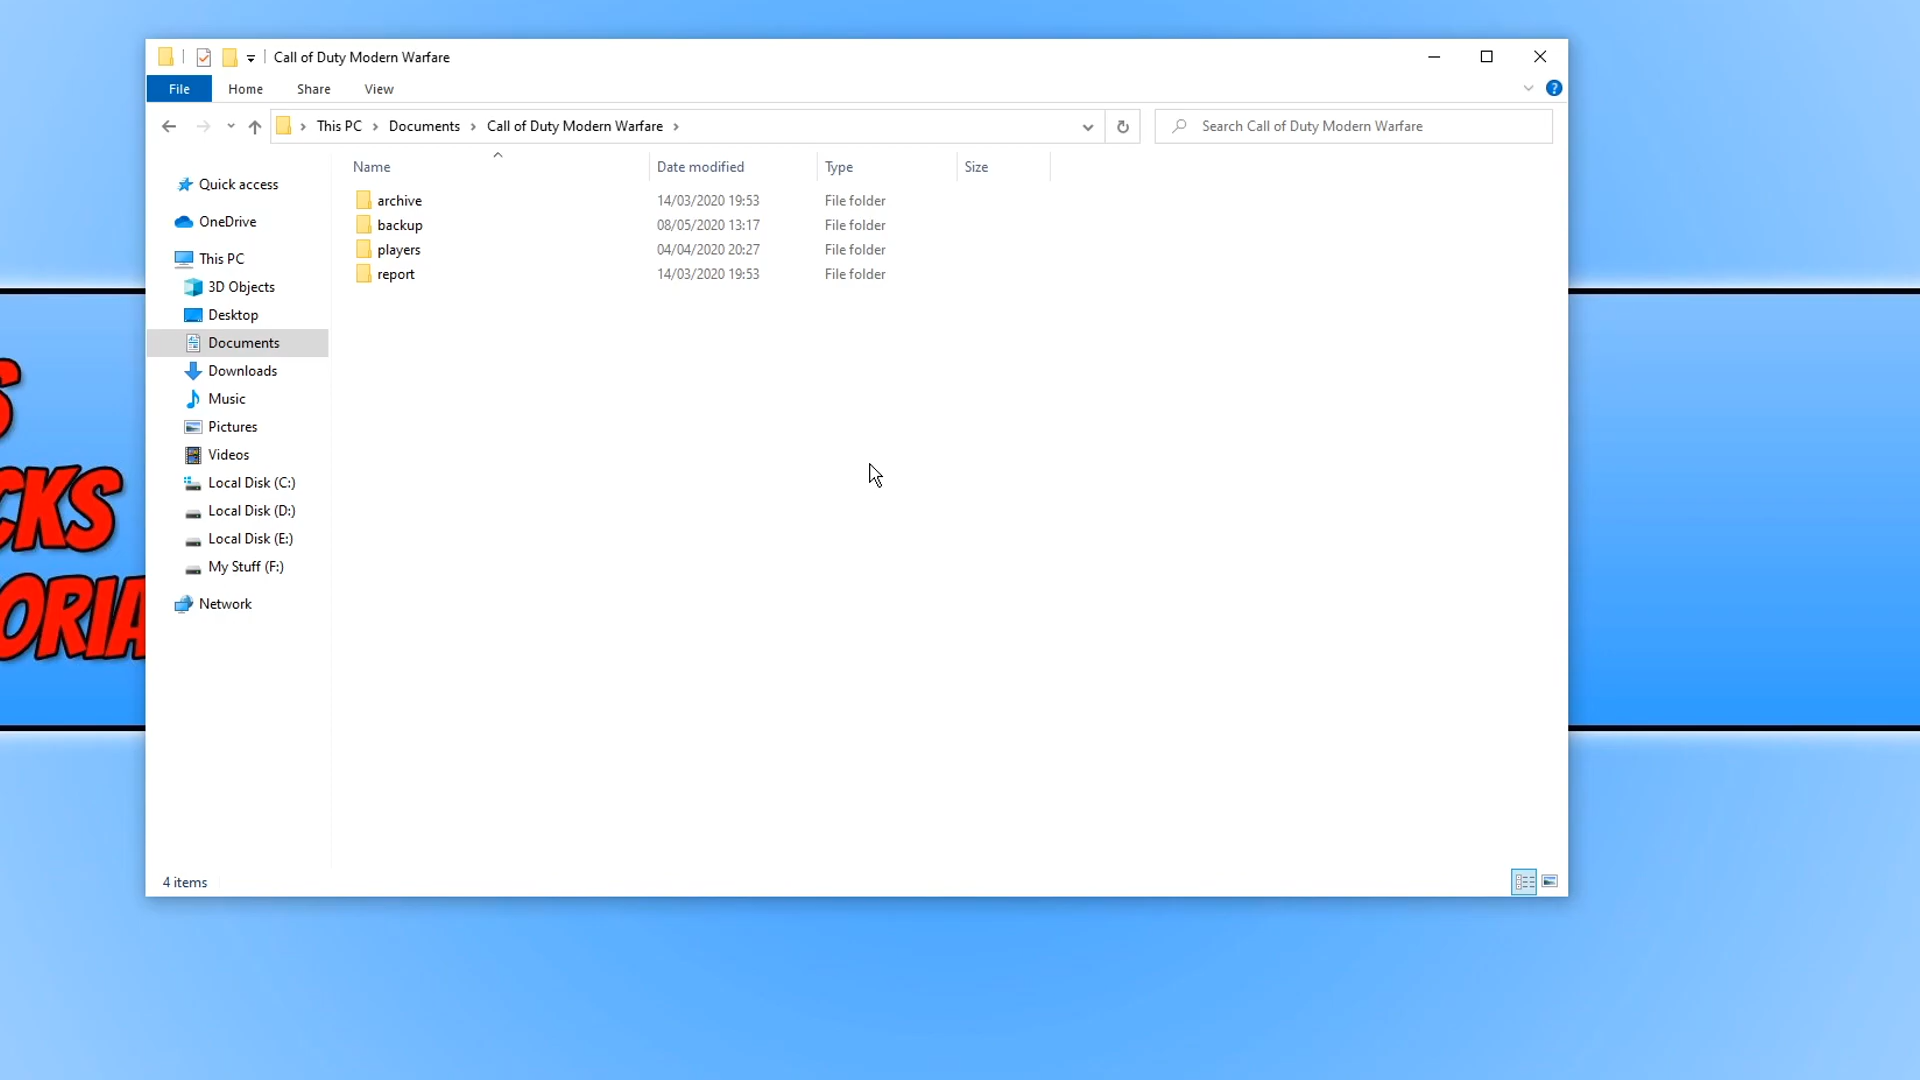 Call of Duty Modern Warfare
File Home Share View
This PC Documents Call of Duty Modern Warfare
Search Call of Duty Modern Warfare
Name Date modified Type Size
archive 14/03/2020 19:53 File folder
backup 08/05/2020 13:17 File folder
players 04/04/2020 20:27 File folder
report 14/03/2020 19:53 File folder
Quick access
OneDrive
This PC
3D Objects
Desktop
Documents
Downloads
Music
Pictures
Videos
Local Disk (C:)
Local Disk (D:)
Local Disk (E:)
My Stuff (F:)
Network
4 items
S
CKS
ORIA